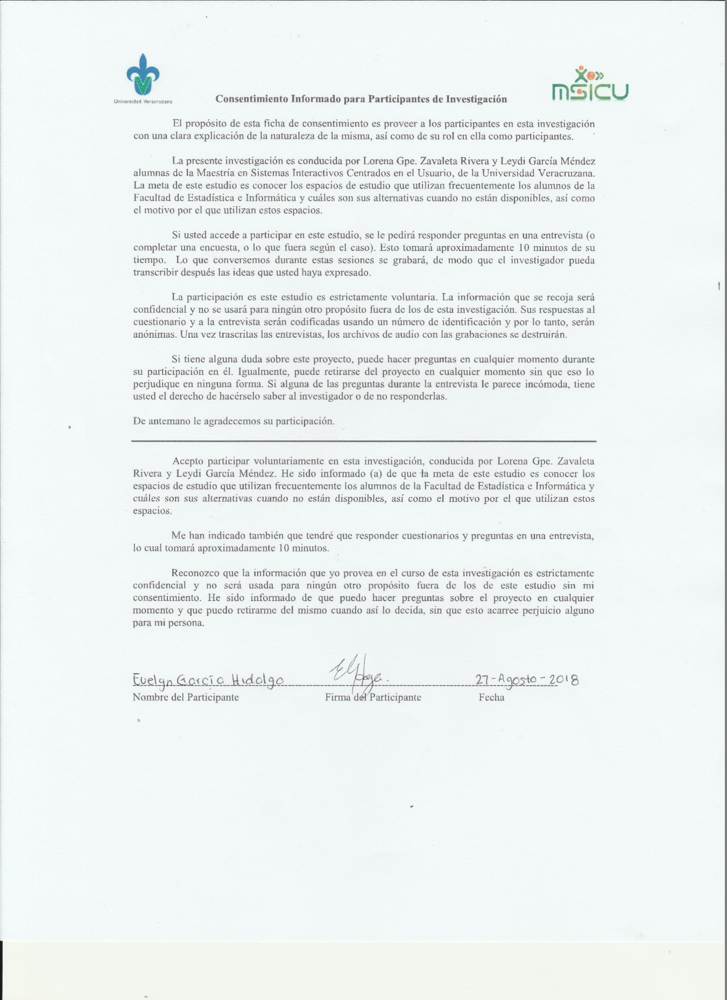 Universidad Veracruzana
MSICU
Consentimiento Informado para Participantes de Investigación
El propósito de esta ficha de consentimiento es proveer a los participantes en esta investigación
con una clara explicación de la naturaleza de la misma, así como de su rol en ella como participantes.
La presente investigación es conducida por Lorena Gpe. Zavaleta Rivera y Leydi García Méndez
alumnas de la Maestría en Sistemas Interactivos Centrados en el Usuario, de la Universidad Veracruzana.
La meta de este estudio es conocer los espacios de estudio que utilizan frecuentemente los alumnos de la
Facultad de Estadística e Informática y cuáles son sus alternativas cuando no están disponibles, así como
el motivo por el que utilizan estos espacios.
Si usted accede a participar en este estudio, se le pedirá responder preguntas en una entrevista (o
completar una encuesta, o lo que fuera según el caso). Esto tomará aproximadamente 10 minutos de su
tiempo. Lo que conversemos durante estas sesiones se grabará, de modo que el investigador pueda
transcribir después las ideas que usted haya expresado.
La participación es este estudio es estrictamente voluntaria. La información que se recoja será
confidencial y no se usará para ningún otro propósito fuera de los de esta investigación. Sus respuestas al
cuestionario y a la entrevista serán codificadas usando un número de identificación y por lo tanto, serán
anónimas. Una vez trascritas las entrevistas, los archivos de audio con las grabaciones se destruirán.
Si tiene alguna duda sobre este proyecto, puede hacer preguntas en cualquier momento durante
su participación en él. Igualmente, puede retirarse del proyecto en cualquier momento sin que eso lo
perjudique en ninguna forma. Si alguna de las preguntas durante la entrevista le parece incómoda, tiene
usted el derecho de hacérselo saber al investigador o de no responderlas.
De antemano le agradecemos su participación.
Acepto participar voluntariamente en esta investigación, conducida por Lorena Gpe. Zavaleta
Rivera y Leydi García Méndez. He sido informado (a) de que la meta de este estudio es conocer los
espacios de estudio que utilizan frecuentemente los alumnos de la Facultad de Estadística e Informática y
cuáles son sus alternativas cuando no están disponibles, así como el motivo por el que utilizan estos
espacios.
Me han indicado también que tendré que responder cuestionarios y preguntas en una entrevista,
lo cual tomará aproximadamente 10 minutos.
Reconozco que la información que yo provea en el curso de esta investigación es estrictamente
confidencial y no será usada para ningún otro propósito fuera de los de este estudio sin mi
consentimiento. He sido informado de que puedo hacer preguntas sobre el proyecto en cualquier
momento y que puedo retirarme del mismo cuando así lo decida, sin que esto acarree perjuicio alguno
para mi persona.
Evelyn García Hidalgo 27-Agosto-2018
Nombre del Participante Firma del Participante Fecha